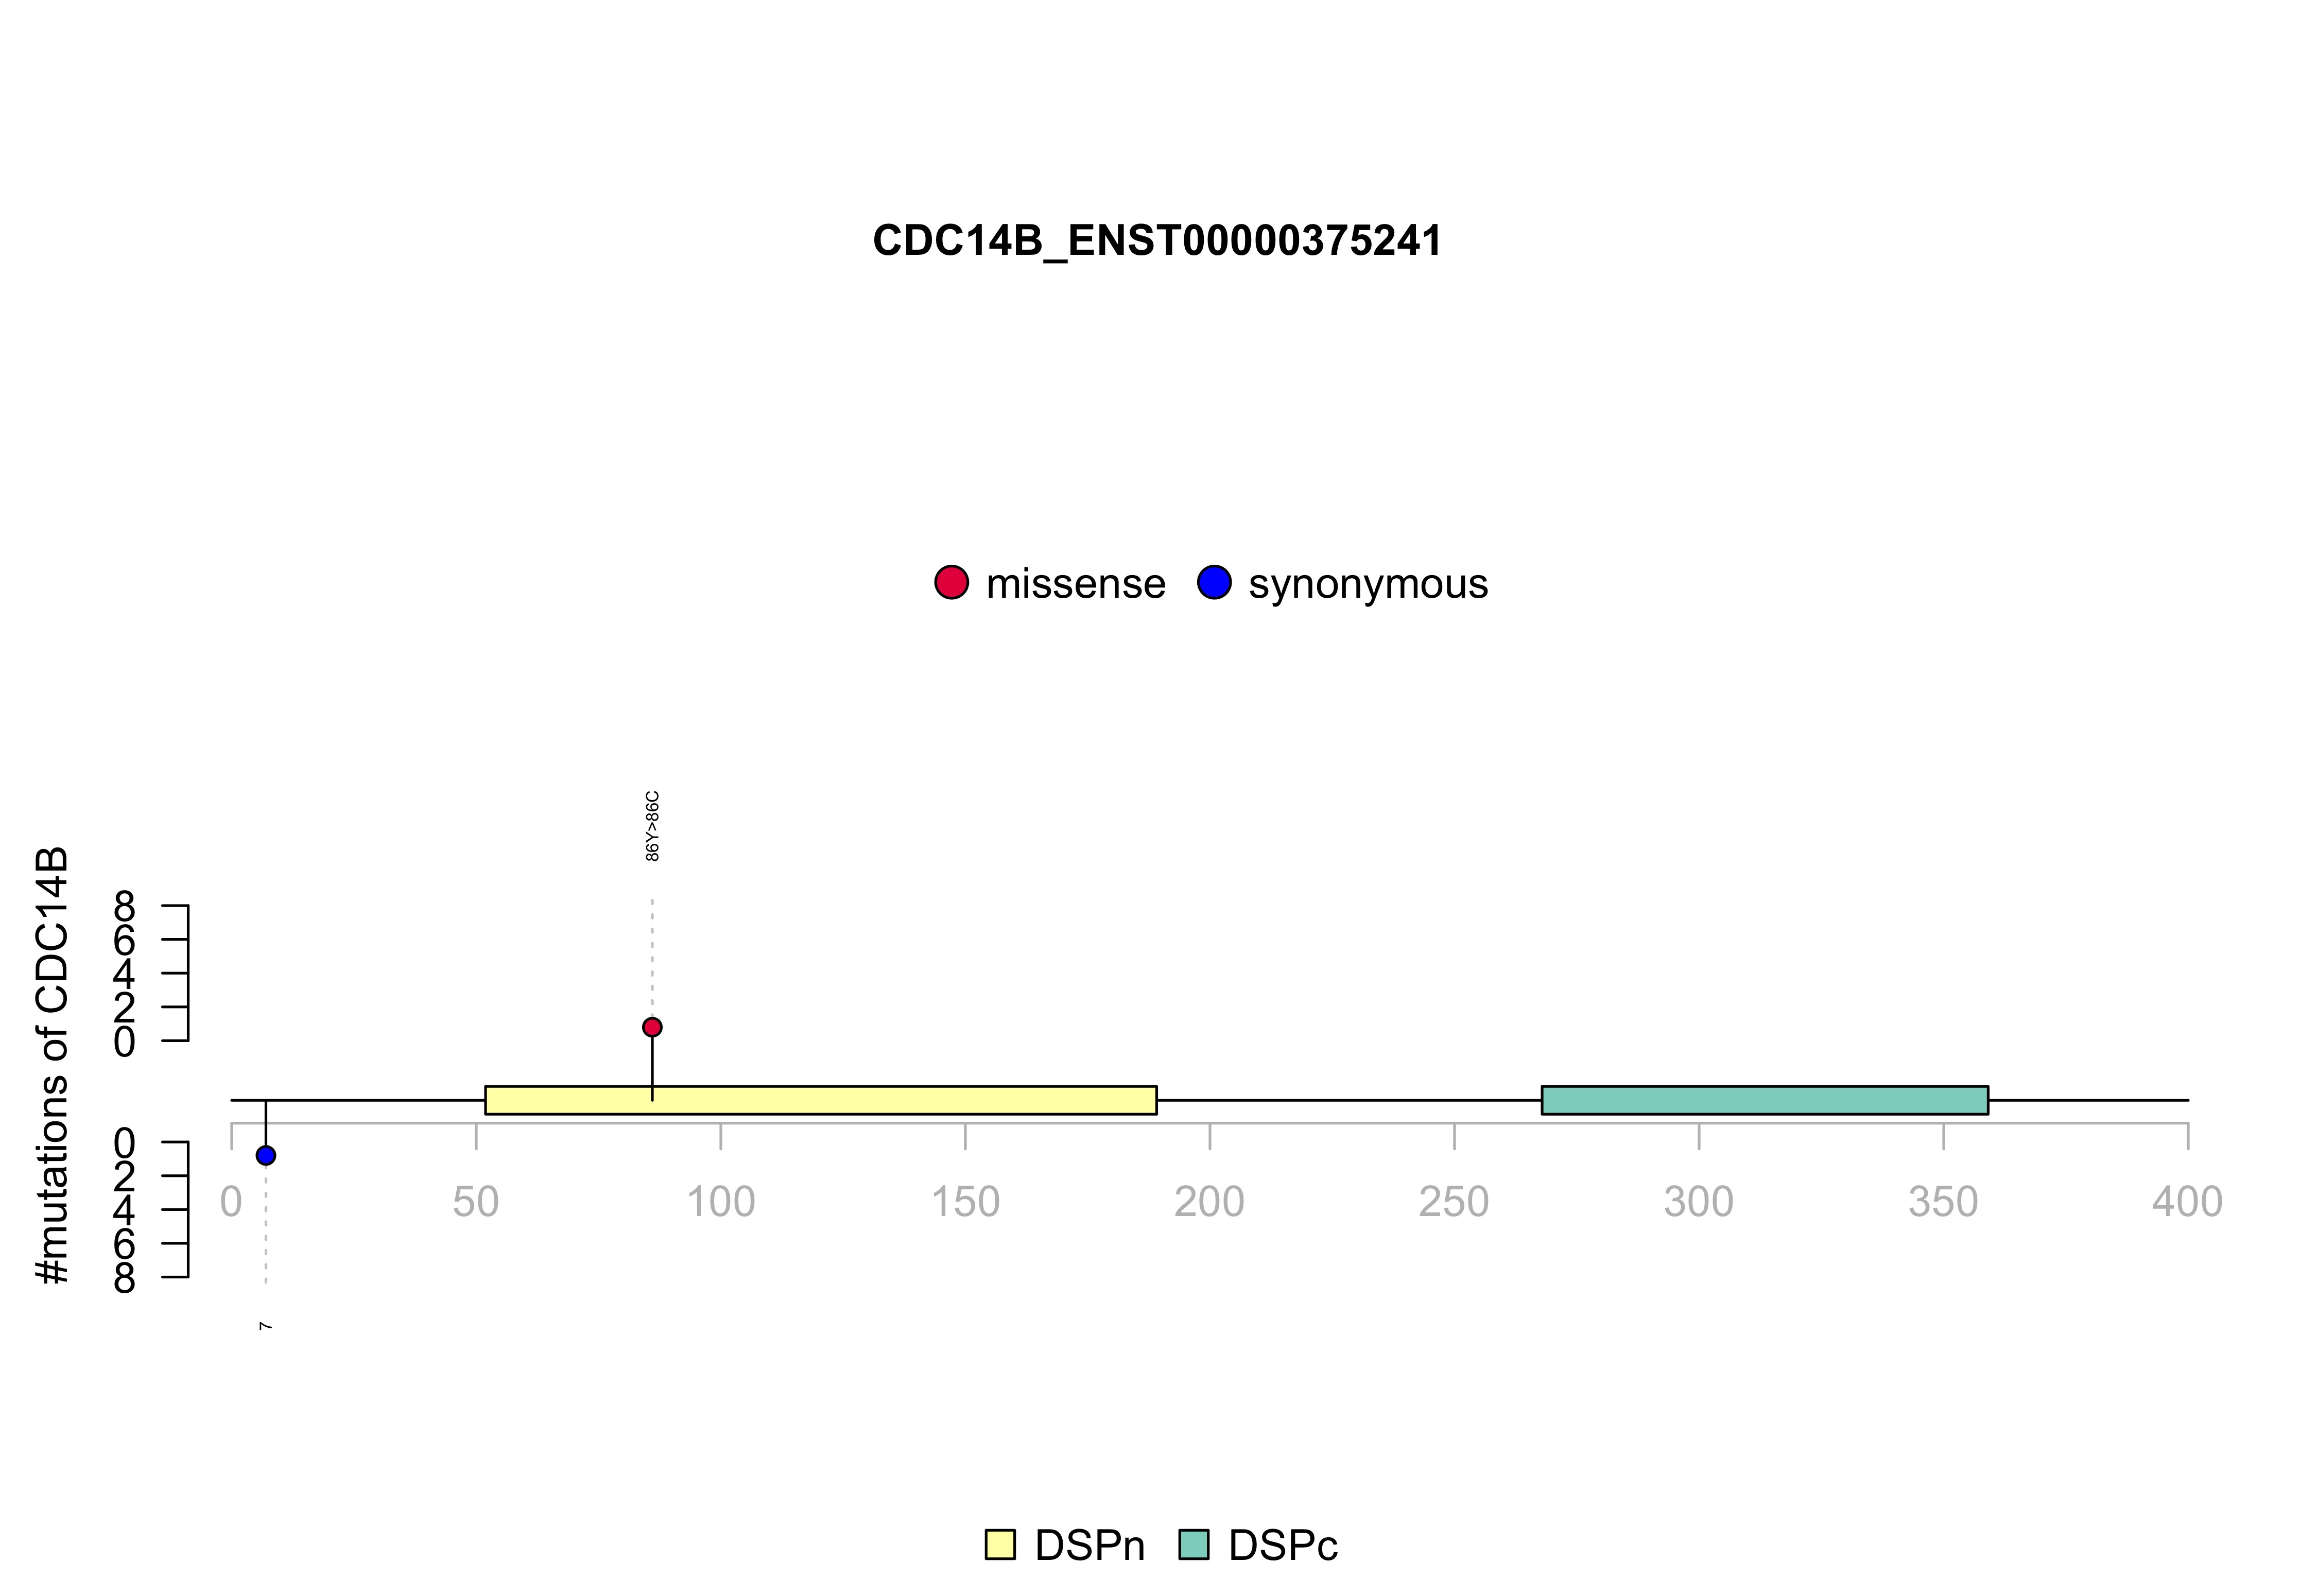 CDC14B_ENST00000375241
missense synonymous
86Y>86C
#mutations of CDC14B
8
6
4
2
0
0
2
4
6
8
0 50 100 150 200 250 300 350 400
7
DSPn DSPc